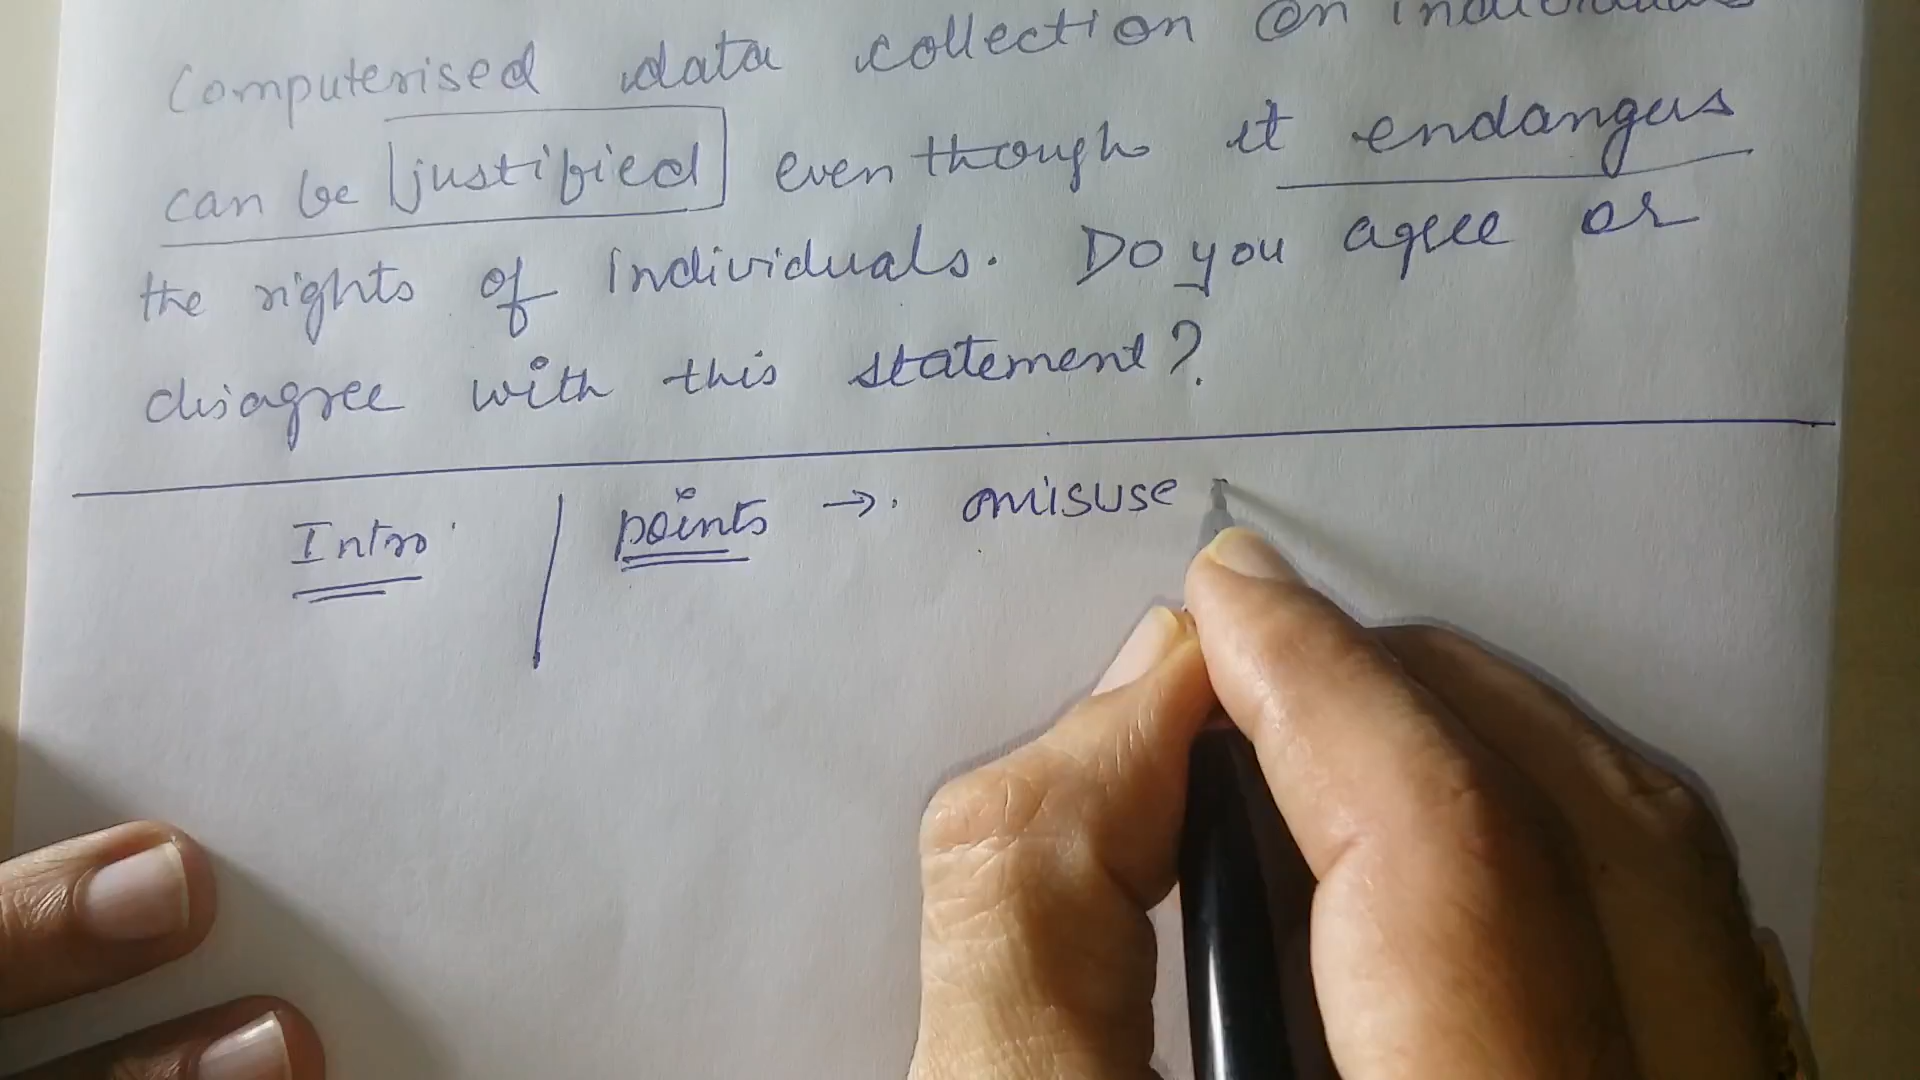 Computerised data collection on individuals
can be justified even though it endangers
the rights of individuals. Do you agree or
disagree with this statement?
Intro. points → . misuse